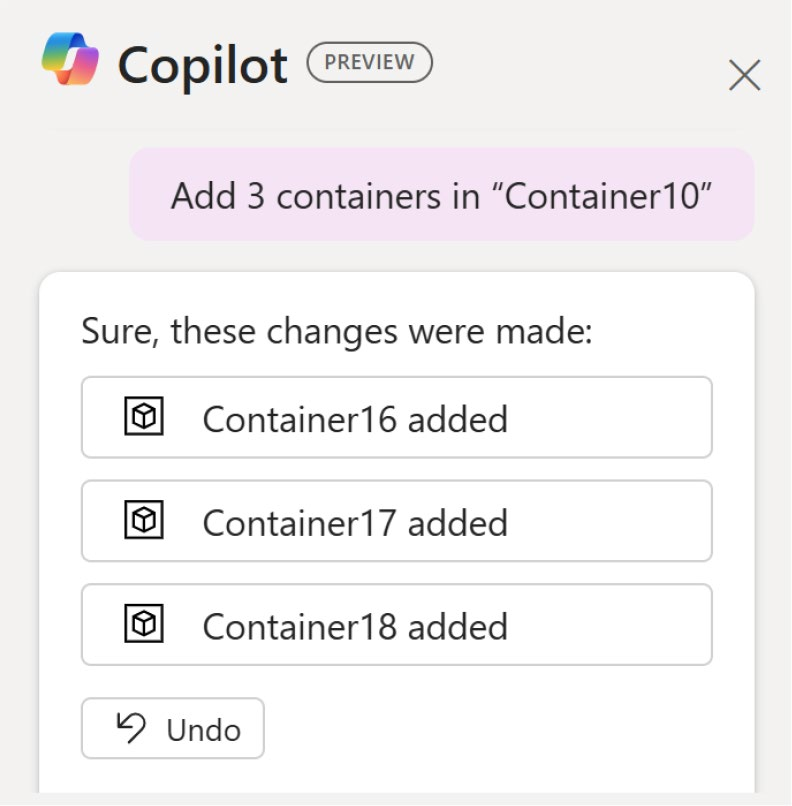 Copilot PREVIEW
Add 3 containers in “Container10”
Sure, these changes were made:
Container16 added
Container17 added
Container18 added
Undo